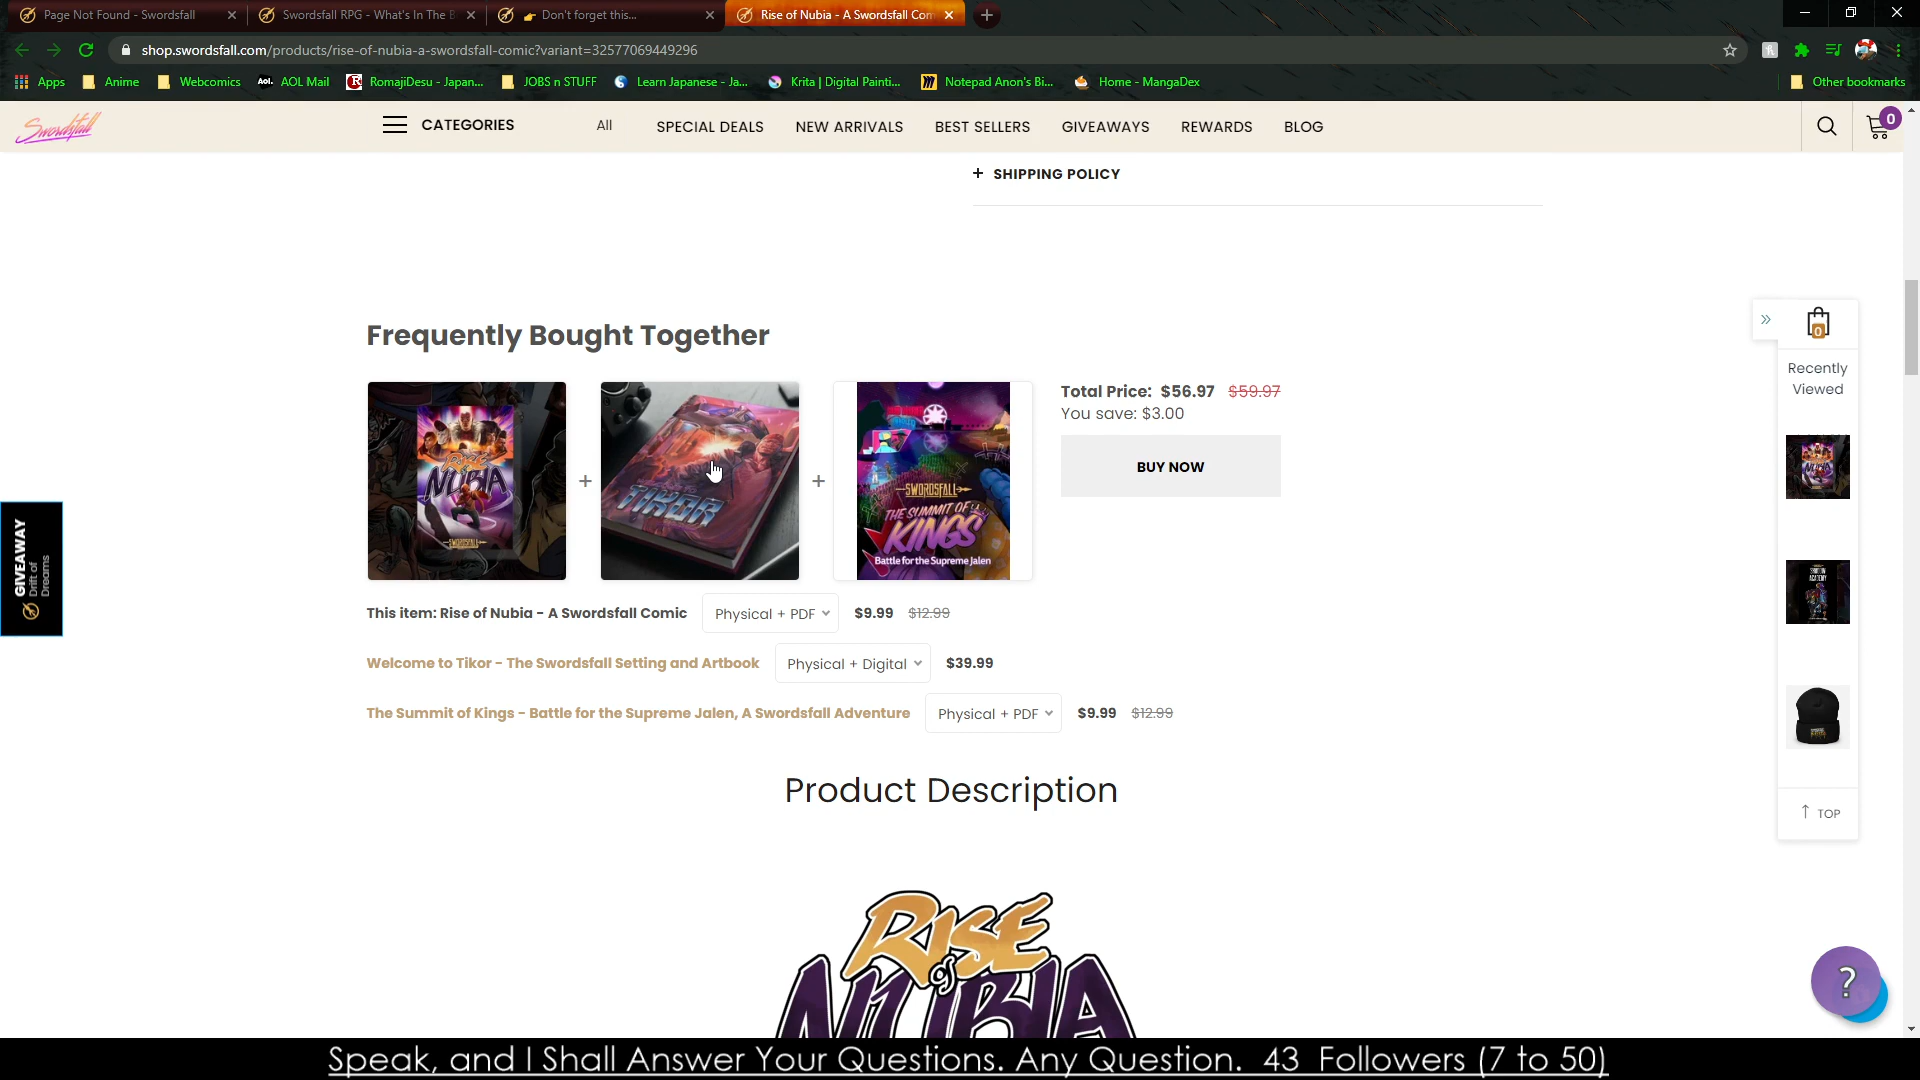 Page Not Found - Swordsfall
Swordsfall RPG - What's In The B
👉 Don't forget this...
Rise of Nubia - A Swordsfall Com
shop.swordsfall.com/products/rise-of-nubia-a-swordsfall-comic?variant=32577069449296
Apps
Anime
Webcomics
Aol.
AOL Mail
RomajiDesu - Japan...
JOBS n STUFF
Learn Japanese - Ja...
Krita | Digital Painti...
Notepad Anon's Bi...
Home - MangaDex
Other bookmarks
Swordsfall
CATEGORIES
All
SPECIAL DEALS
NEW ARRIVALS
BEST SELLERS
GIVEAWAYS
REWARDS
BLOG
0
+ SHIPPING POLICY
Frequently Bought Together
RISE of NUBIA
SWORDSFALL
+
TIKOR
+
SWORDSFALL
THE SUMMIT OF
KINGS
Battle for the Supreme Jalen
Total Price: $56.97 $59.97
You save: $3.00
BUY NOW
This item: Rise of Nubia - A Swordsfall Comic
Physical + PDF
$9.99 $12.99
Welcome to Tikor - The Swordsfall Setting and Artbook
Physical + Digital
$39.99
The Summit of Kings - Battle for the Supreme Jalen, A Swordsfall Adventure
Physical + PDF
$9.99 $12.99
Product Description
RISE
of
NUBIA
GIVEAWAY
Drift of
Dreams
»
0
Recently
Viewed
↑ TOP
?
Speak, and I Shall Answer Your Questions. Any Question. 43 Followers (7 to 50)